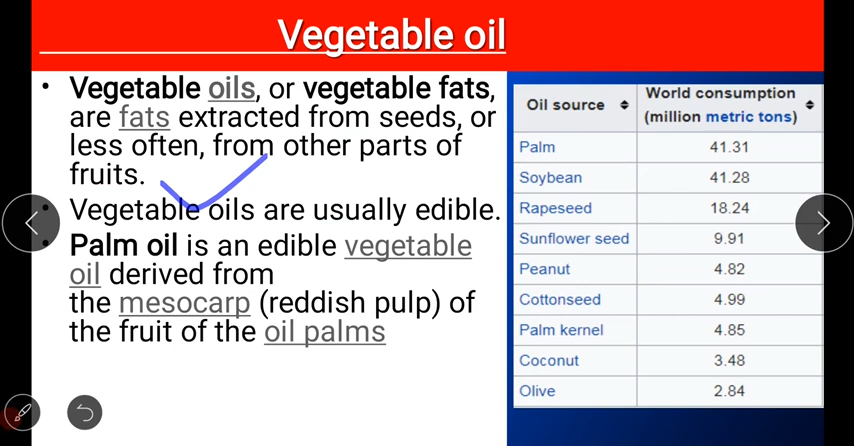 Vegetable oil
• Vegetable oils, or vegetable fats,
are fats extracted from seeds, or
less often, from other parts of
fruits.
• Vegetable oils are usually edible.
• Palm oil is an edible vegetable
oil derived from
the mesocarp (reddish pulp) of
the fruit of the oil palms
Oil source World consumption
(million metric tons)
Palm 41.31
Soybean 41.28
Rapeseed 18.24
Sunflower seed 9.91
Peanut 4.82
Cottonseed 4.99
Palm kernel 4.85
Coconut 3.48
Olive 2.84